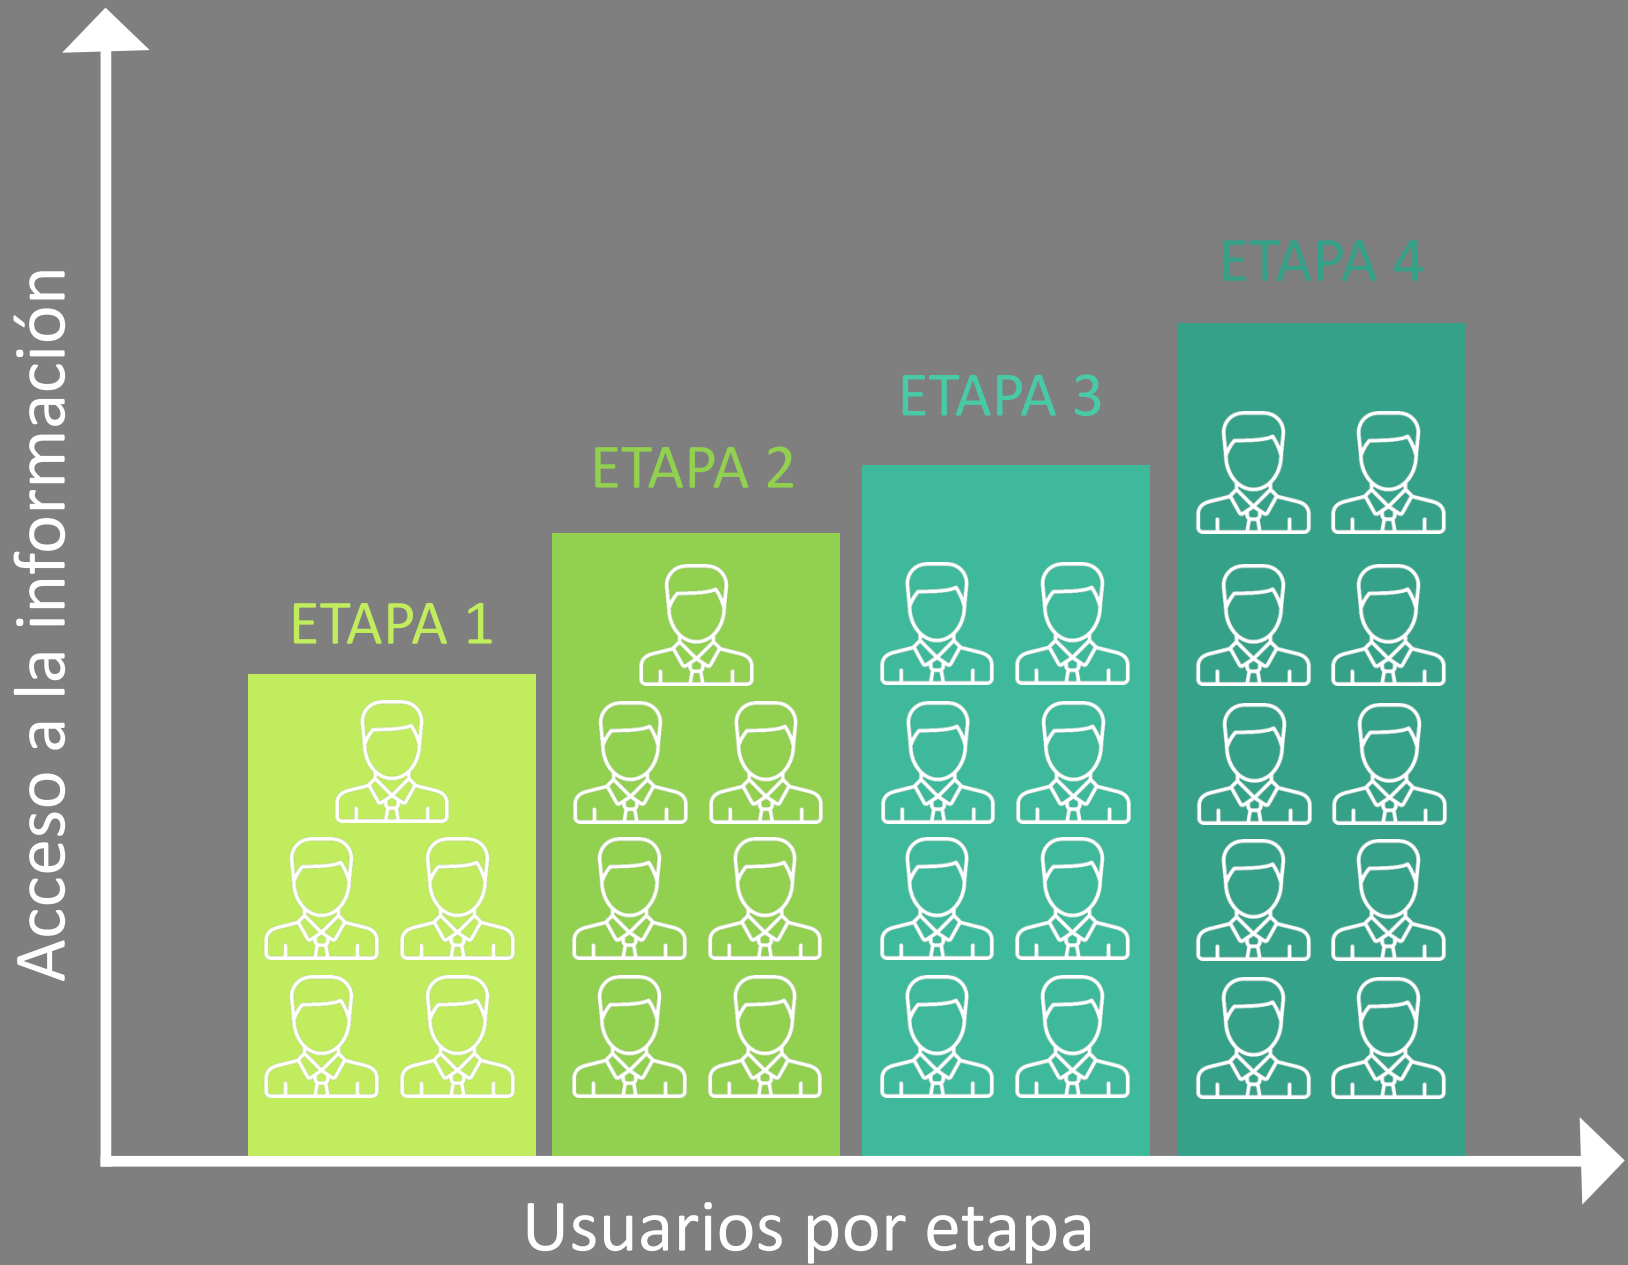 Acceso a la información
ETAPA 1
ETAPA 2
ETAPA 3
ETAPA 4
Usuarios por etapa